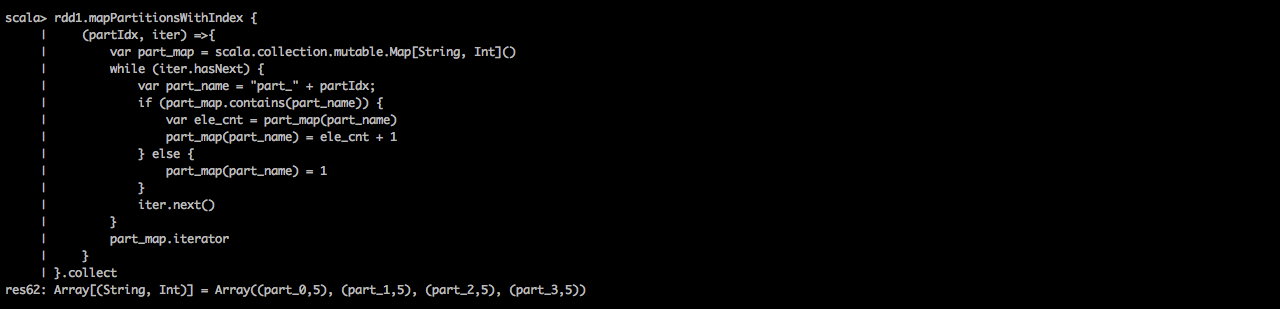 scala> rdd1.mapPartitionsWithIndex {
     |     (partIdx, iter) =>{
     |         var part_map = scala.collection.mutable.Map[String, Int]()
     |         while (iter.hasNext) {
     |             var part_name = "part_" + partIdx;
     |             if (part_map.contains(part_name)) {
     |                 var ele_cnt = part_map(part_name)
     |                 part_map(part_name) = ele_cnt + 1
     |             } else {
     |                 part_map(part_name) = 1
     |             }
     |             iter.next()
     |         }
     |         part_map.iterator
     |     }
     | }.collect
res62: Array[(String, Int)] = Array((part_0,5), (part_1,5), (part_2,5), (part_3,5))